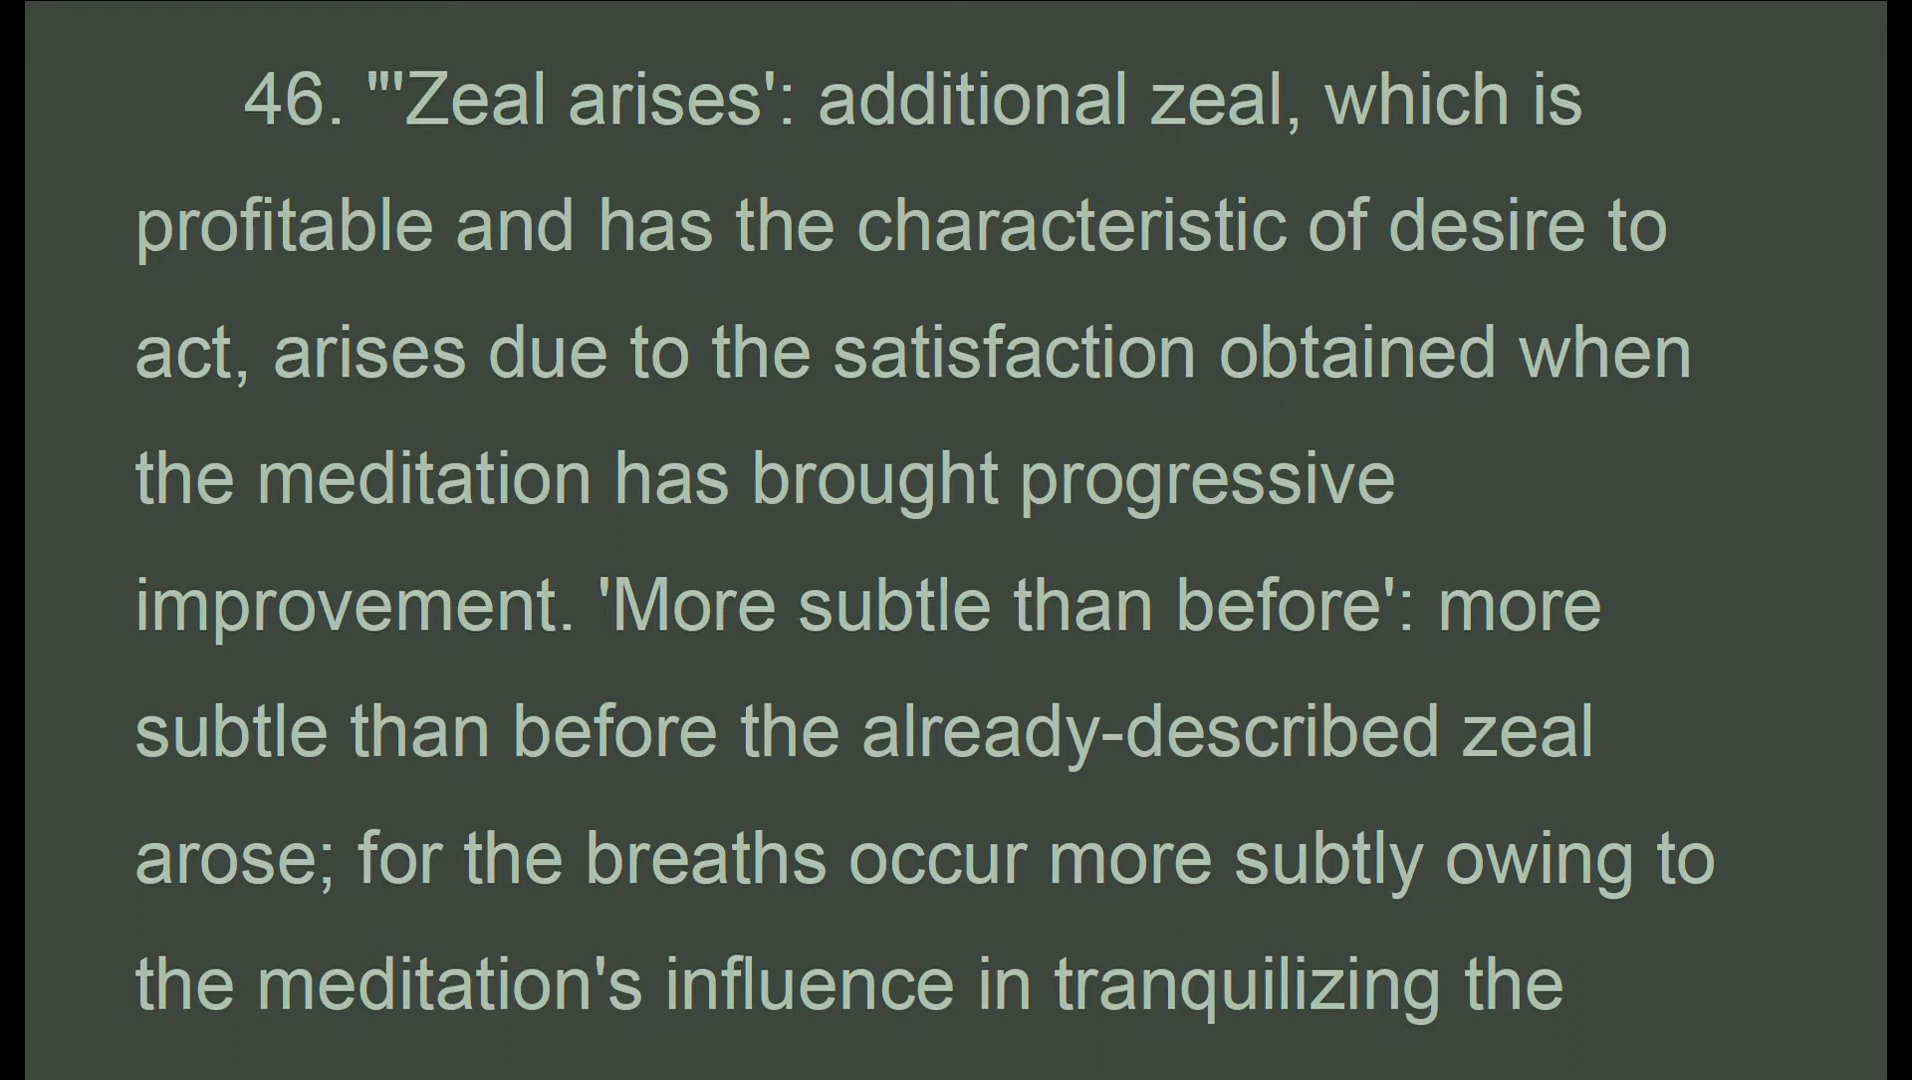 46. "'Zeal arises': additional zeal, which is
profitable and has the characteristic of desire to
act, arises due to the satisfaction obtained when
the meditation has brought progressive
improvement. 'More subtle than before': more
subtle than before the already-described zeal
arose; for the breaths occur more subtly owing to
the meditation's influence in tranquilizing the